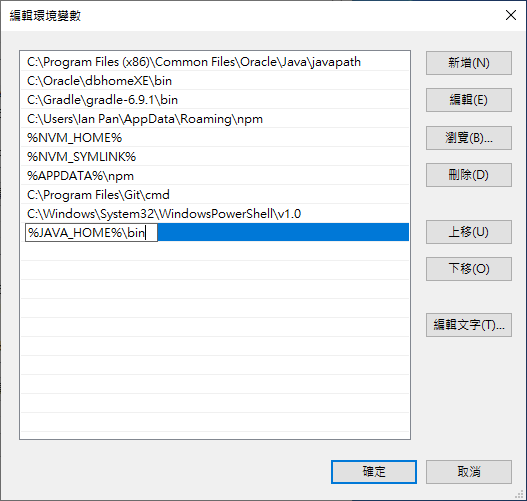 編輯環境變數
C:\Program Files (x86)\Common Files\Oracle\Java\javapath
C:\Oracle\dbhomeXE\bin
C:\Gradle\gradle-6.9.1\bin
C:\Users\Ian Pan\AppData\Roaming\npm
%NVM_HOME%
%NVM_SYMLINK%
%APPDATA%\npm
C:\Program Files\Git\cmd
C:\Windows\System32\WindowsPowerShell\v1.0
%JAVA_HOME%\bin
新增(N)
編輯(E)
瀏覽(B)...
刪除(D)
上移(U)
下移(O)
編輯文字(T)...
確定
取消